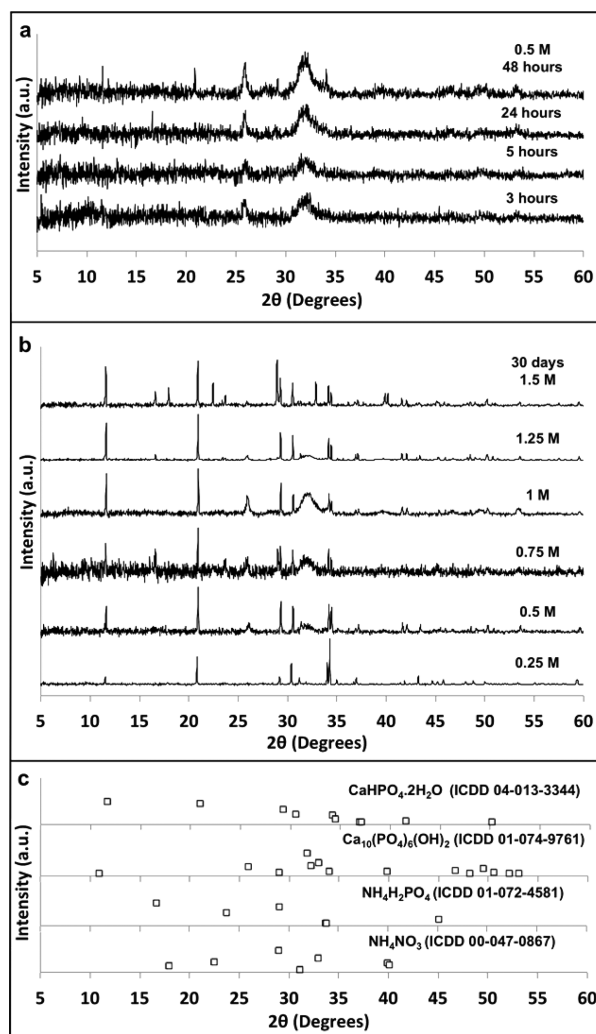 a
0.5 M
48 hours
24 hours
5 hours
3 hours
Intensity (a.u.)
5 10 15 20 25 30 35 40 45 50 55 60
2θ (Degrees)
b
30 days
1.5 M
1.25 M
1 M
0.75 M
0.5 M
0.25 M
Intensity (a.u.)
5 10 15 20 25 30 35 40 45 50 55 60
2θ (Degrees)
c
CaHPO₄.2H₂O (ICDD 04-013-3344)
Ca₁₀(PO₄)₆(OH)₂ (ICDD 01-074-9761)
NH₄H₂PO₄ (ICDD 01-072-4581)
NH₄NO₃ (ICDD 00-047-0867)
Intensity (a.u.)
5 10 15 20 25 30 35 40 45 50 55 60
2θ (Degrees)